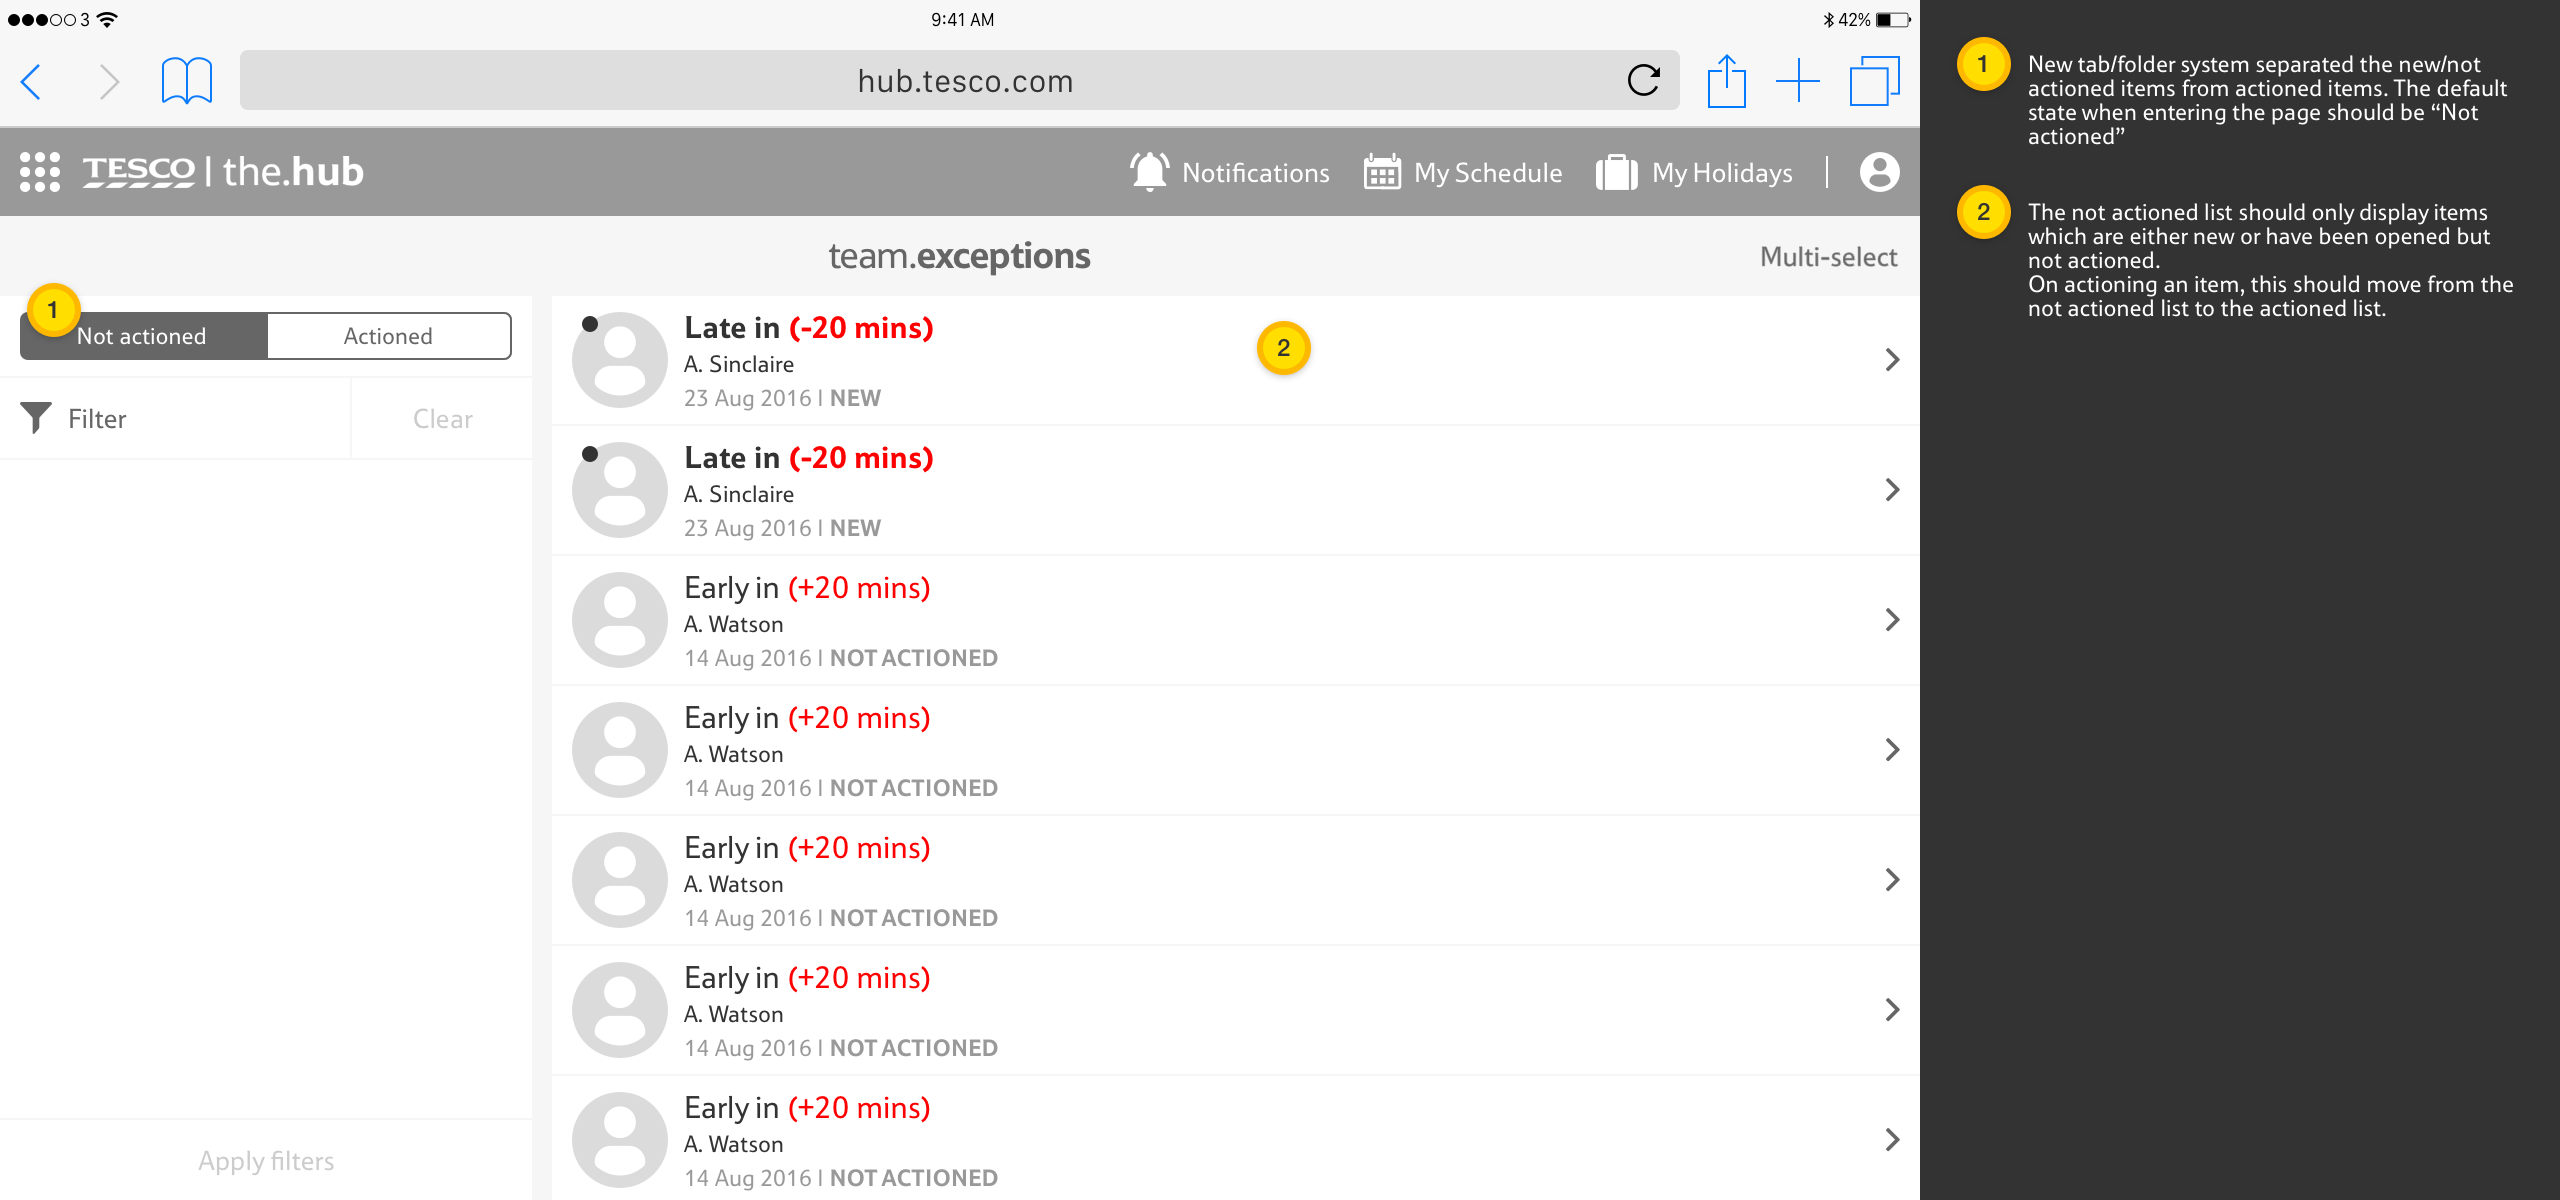 3
9:41 AM
42%
hub.tesco.com
TESCO | the.hub
Notifications
My Schedule
My Holidays
team.exceptions
Multi-select
1
Not actioned
Actioned
Filter
Clear
Apply filters
Late in (-20 mins)
A. Sinclaire
23 Aug 2016 | NEW
2
Late in (-20 mins)
A. Sinclaire
23 Aug 2016 | NEW
Early in (+20 mins)
A. Watson
14 Aug 2016 | NOT ACTIONED
Early in (+20 mins)
A. Watson
14 Aug 2016 | NOT ACTIONED
Early in (+20 mins)
A. Watson
14 Aug 2016 | NOT ACTIONED
Early in (+20 mins)
A. Watson
14 Aug 2016 | NOT ACTIONED
Early in (+20 mins)
A. Watson
14 Aug 2016 | NOT ACTIONED
1
New tab/folder system separated the new/not
actioned items from actioned items. The default
state when entering the page should be “Not
actioned”
2
The not actioned list should only display items
which are either new or have been opened but
not actioned.
On actioning an item, this should move from the
not actioned list to the actioned list.